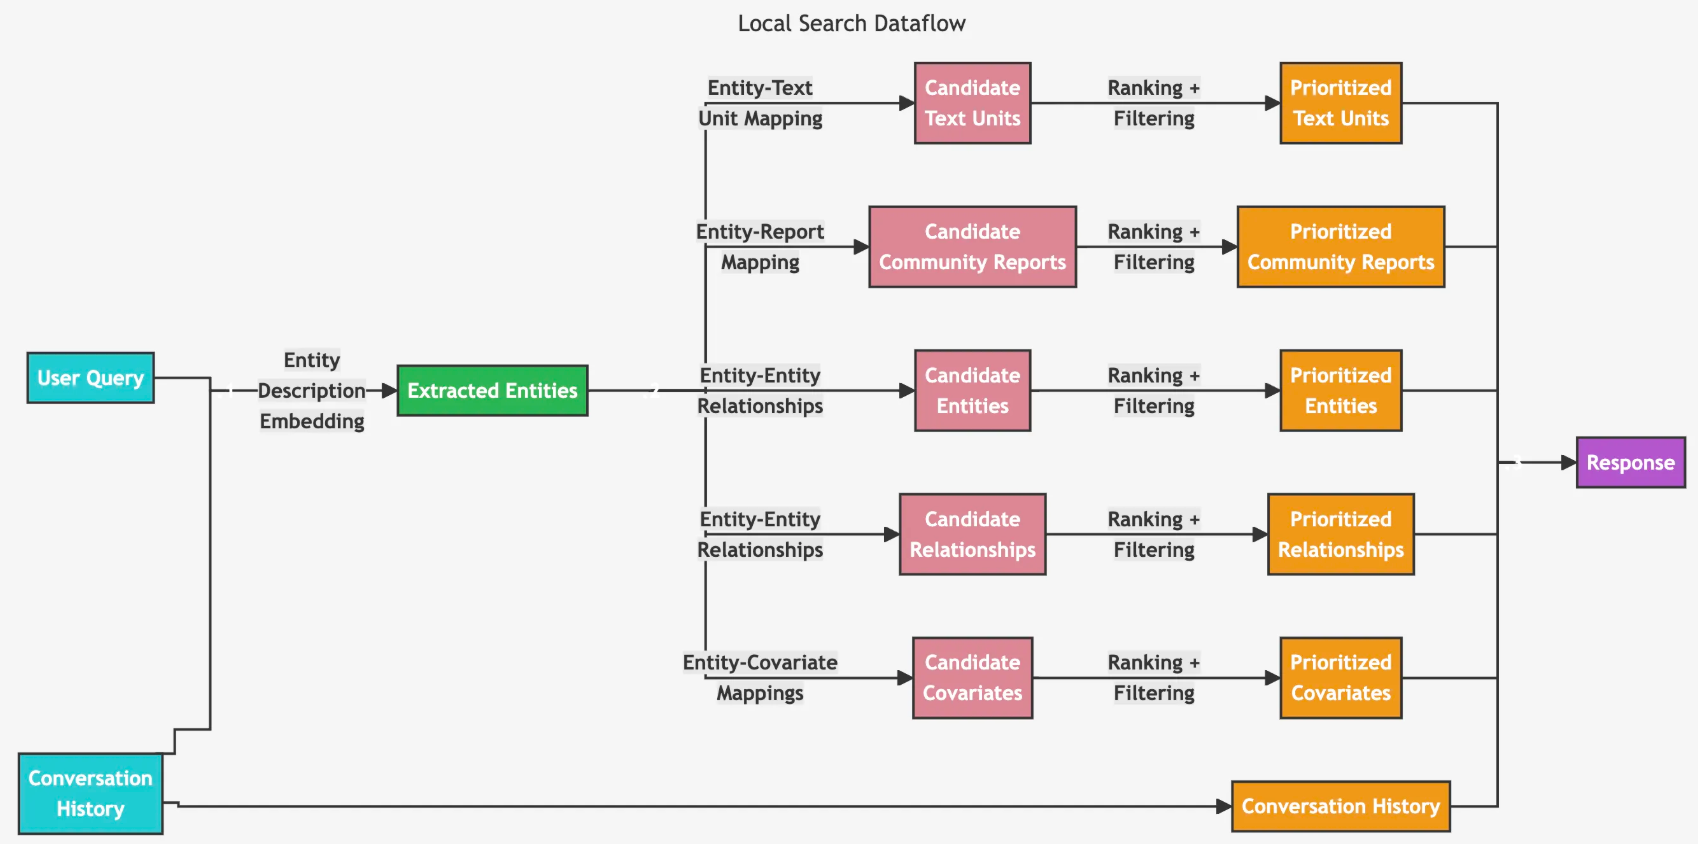 Local Search Dataflow
Entity-Text
Unit Mapping
Candidate
Text Units
Ranking +
Filtering
Prioritized
Text Units
Entity-Report
Mapping
Candidate
Community Reports
Ranking +
Filtering
Prioritized
Community Reports
User Query
Entity
Description
Embedding
Extracted Entities
.2
Entity-Entity
Relationships
Candidate
Entities
Ranking +
Filtering
Prioritized
Entities
Response
Entity-Entity
Relationships
Candidate
Relationships
Ranking +
Filtering
Prioritized
Relationships
Entity-Covariate
Mappings
Candidate
Covariates
Ranking +
Filtering
Prioritized
Covariates
Conversation
History
Conversation History